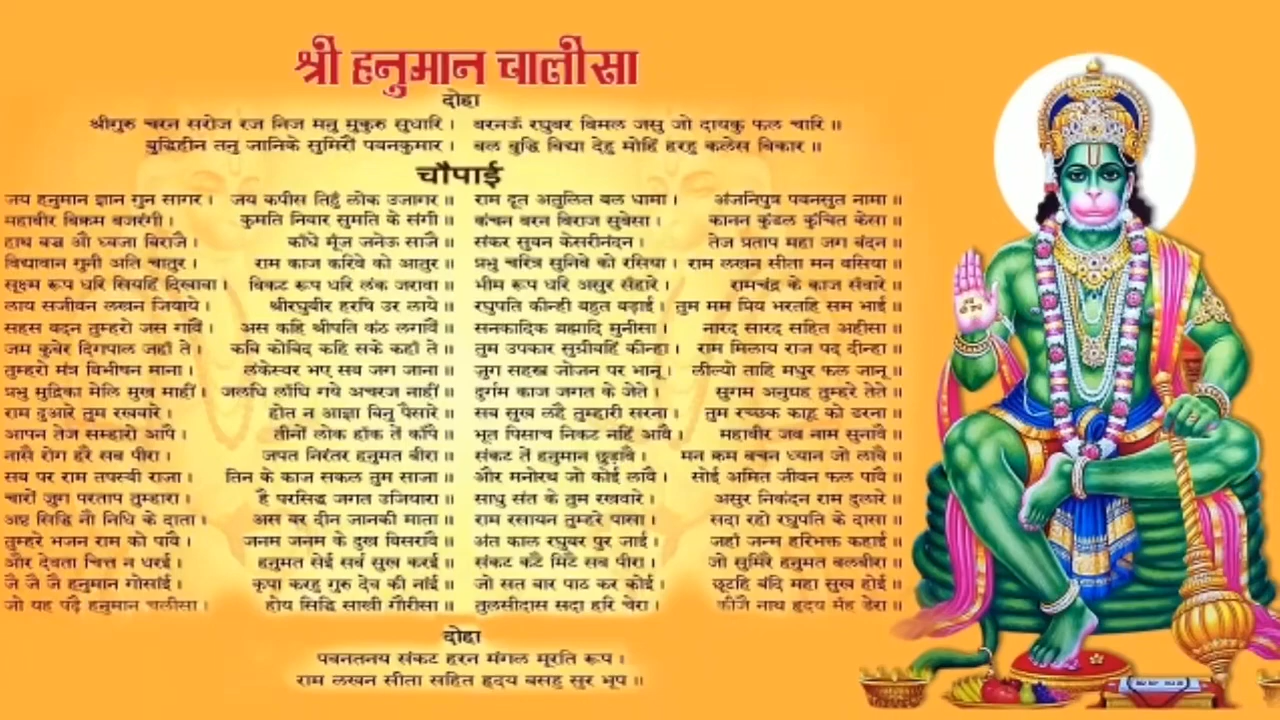 श्री हनुमान चालीसा
दोहा
श्रीगुरु चरन सरोज रज निज मनु मुकुरु सुधारि । बरनऊँ रघुबर बिमल जसु जो दायकु फल चारि ॥
बुद्धिहीन तनु जानिके सुमिरौं पवनकुमार । बल बुद्धि बिद्या देहु मोहिं हरहु कलेस बिकार ॥
चौपाई
जय हनुमान ज्ञान गुन सागर । जय कपीस तिहुँ लोक उजागर ॥ राम दूत अतुलित बल धामा । अंजनिपुत्र पवनसुत नामा ॥
महाबीर बिक्रम बजरंगी । कुमति निवार सुमति के संगी ॥ कंचन बरन बिराज सुबेसा । कानन कुंडल कुंचित केसा ॥
हाथ बज्र औ ध्वजा बिराजै । काँधे मूँज जनेऊ साजै ॥ संकर सुवन केसरीनंदन । तेज प्रताप महा जग बंदन ॥
विद्यावान गुनी अति चातुर । राम काज करिबे को आतुर ॥ प्रभु चरित्र सुनिबे को रसिया । राम लखन सीता मन बसिया ॥
सूक्ष्म रूप धरि सियहिं दिखावा । बिकट रूप धरि लंक जरावा ॥ भीम रूप धरि असुर सँहारे । रामचंद्र के काज सँवारे ॥
लाय सजीवन लखन जियाये । श्रीरघुबीर हरषि उर लाये ॥ रघुपति कीन्ही बहुत बड़ाई । तुम मम प्रिय भरतहि सम भाई ॥
सहस बदन तुम्हरो जस गावैं । अस कहि श्रीपति कंठ लगावैं ॥ सनकादिक ब्रह्मादि मुनीसा । नारद सारद सहित अहीसा ॥
जम कुबेर दिगपाल जहाँ ते । कबि कोबिद कहि सके कहाँ ते ॥ तुम उपकार सुग्रीवहिं कीन्हा । राम मिलाय राज पद दीन्हा ॥
तुम्हरो मंत्र विभीषन माना । लंकेस्वर भए सब जग जाना ॥ जुग सहस्र जोजन पर भानू । लील्यो ताहि मधुर फल जानू ॥
प्रभु मुद्रिका मेलि मुख माहीं । जलधि लाँघि गये अचरज नाहीं ॥ दुर्गम काज जगत के जेते । सुगम अनुग्रह तुम्हरे तेते ॥
राम दुआरे तुम रखवारे । होत न आज्ञा बिनु पैसारे ॥ सब सुख लहै तुम्हारी सरना । तुम रच्छक काहू को डरना ॥
आपन तेज सम्हारो आपै । तीनों लोक हाँक तें काँपै ॥ भूत पिसाच निकट नहिं आवै । महाबीर जब नाम सुनावै ॥
नासै रोग हरै सब पीरा । जपत निरंतर हनुमत बीरा ॥ संकट तें हनुमान छुड़ावै । मन क्रम बचन ध्यान जो लावै ॥
सब पर राम तपस्वी राजा । तिन के काज सकल तुम साजा ॥ और मनोरथ जो कोई लावै । सोई अमित जीवन फल पावै ॥
चारों जुग परताप तुम्हारा । है परसिद्ध जगत उजियारा ॥ साधु संत के तुम रखवारे । असुर निकंदन राम दुलारे ॥
अष्ट सिद्धि नौ निधि के दाता । अस बर दीन जानकी माता ॥ राम रसायन तुम्हरे पासा । सदा रहो रघुपति के दासा ॥
तुम्हरे भजन राम को पावै । जनम जनम के दुख बिसरावै ॥ अंत काल रघुबर पुर जाई । जहाँ जन्म हरिभक्त कहाई ॥
और देवता चित्त न धरई । हनुमत सेई सर्ब सुख करई ॥ संकट कटै मिटै सब पीरा । जो सुमिरै हनुमत बलबीरा ॥
जै जै जै हनुमान गोसाईं । कृपा करहु गुरु देव की नाईं ॥ जो सत बार पाठ कर कोई । छूटहि बंदि महा सुख होई ॥
जो यह पढ़ै हनुमान चलीसा । होय सिद्धि साखी गौरीसा ॥ तुलसीदास सदा हरि चेरा । कीजै नाथ हृदय मँह डेरा ॥
दोहा
पवनतनय संकट हरन मंगल मूरति रूप ।
राम लखन सीता सहित हृदय बसहु सुर भूप ॥